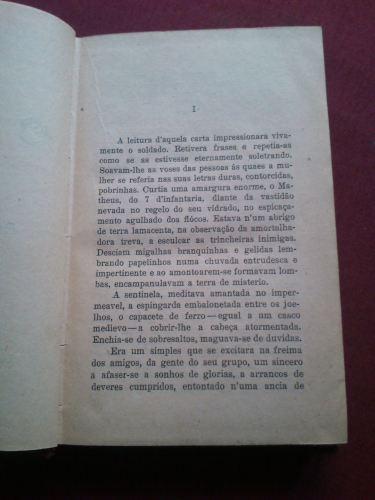 I
A leitura d'aquela carta impressionara viva-
mente o soldado. Retivera frases e repetia-as
como se as estivesse eternamente soletrando.
Soavam-lhe as voses das pessoas ás quaes a mu-
lher se referia nas suas letras duras, contorcidas,
pobrinhas. Curtia uma amargura enorme, o Ma-
theus, do 7 d'infantaria, diante da vastidão
nevada no regelo do seu vidrado, no espicaça-
mento agulhado dos flócos. Estava n'um abrigo
de terra lamacenta, na observação da amortalha-
dora treva, a esculcar as trincheiras inimigas.
Desciam migalhas branquinhas e gelidas lem-
brando papelinhos numa chuvada entrudesca e
impertinente e ao amontoarem-se formavam lom-
bas, encampanulavam a terra de misterio.
A sentinela, meditava amantada no imper-
meavel, a espingarda embaionetada entre os joe-
lhos, o capacete de ferro—egual a um casco
medievo—a cobrir-lhe a cabeça atormentada.
Enchia-se de sobresaltos, maguava-se de duvidas.
Era um simples que se excitara na freima
dos amigos, da gente do seu grupo, um sincero
a afaser-se a sonhos de glorias, a arrancos de
deveres cumpridos, entontado n'uma ancia de